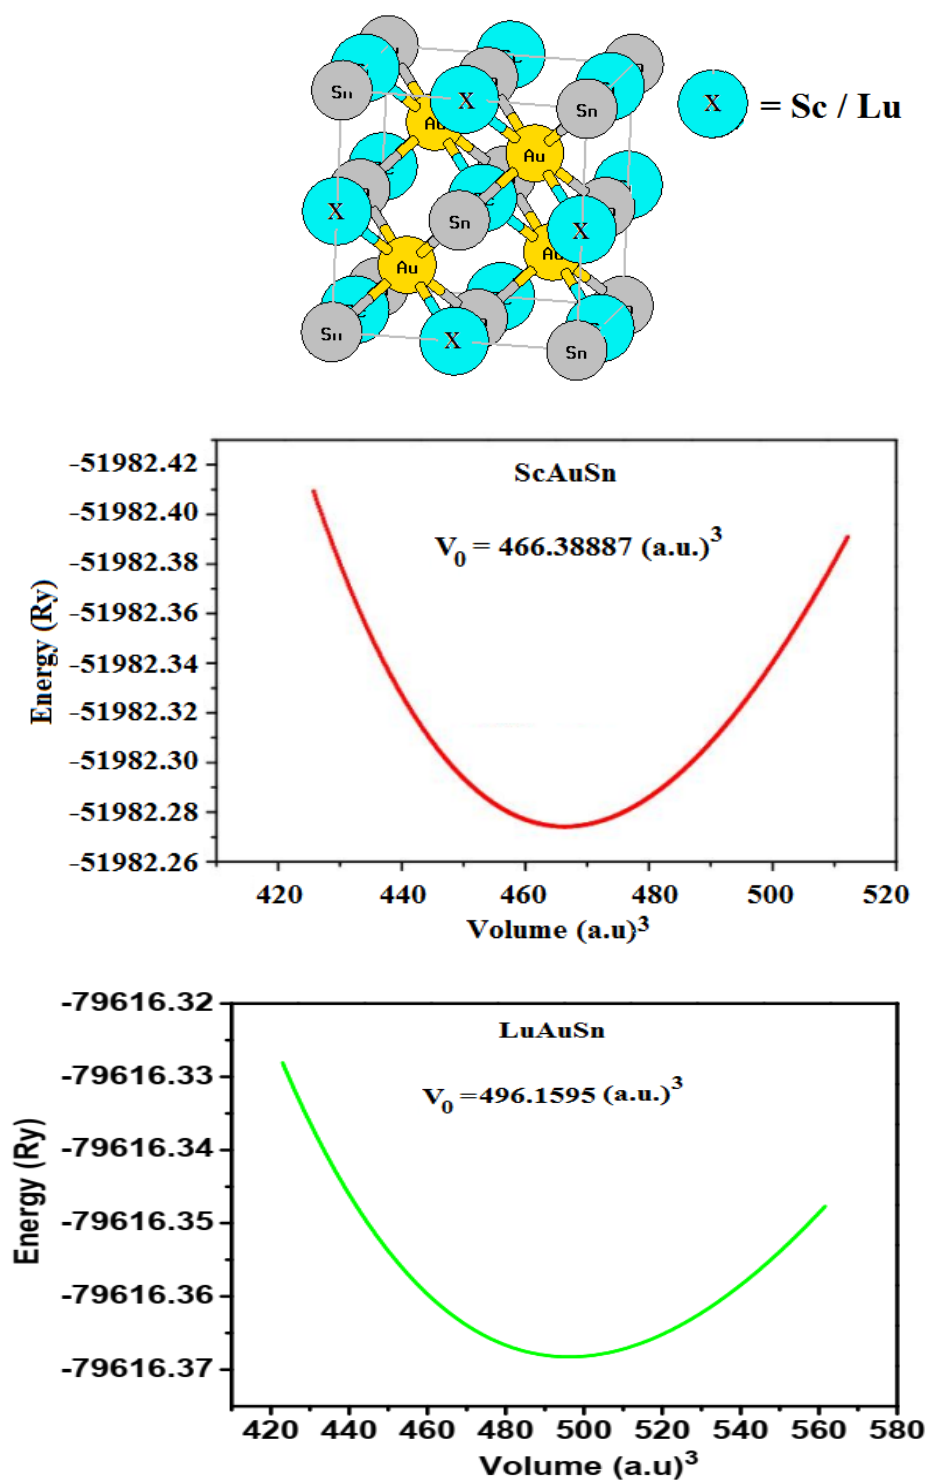 Sn
X
Sn
X = Sc / Lu
Au
Au
X
Sn
X
Au
Au
Sn
X
Sn
ScAuSn
V0 = 466.38887 (a.u.)3
Energy (Ry)
-51982.42
-51982.40
-51982.38
-51982.36
-51982.34
-51982.32
-51982.30
-51982.28
-51982.26
420 440 460 480 500 520
Volume (a.u)3
LuAuSn
V0 =496.1595 (a.u.)3
Energy (Ry)
-79616.32
-79616.33
-79616.34
-79616.35
-79616.36
-79616.37
420 440 460 480 500 520 540 560 580
Volume (a.u)3